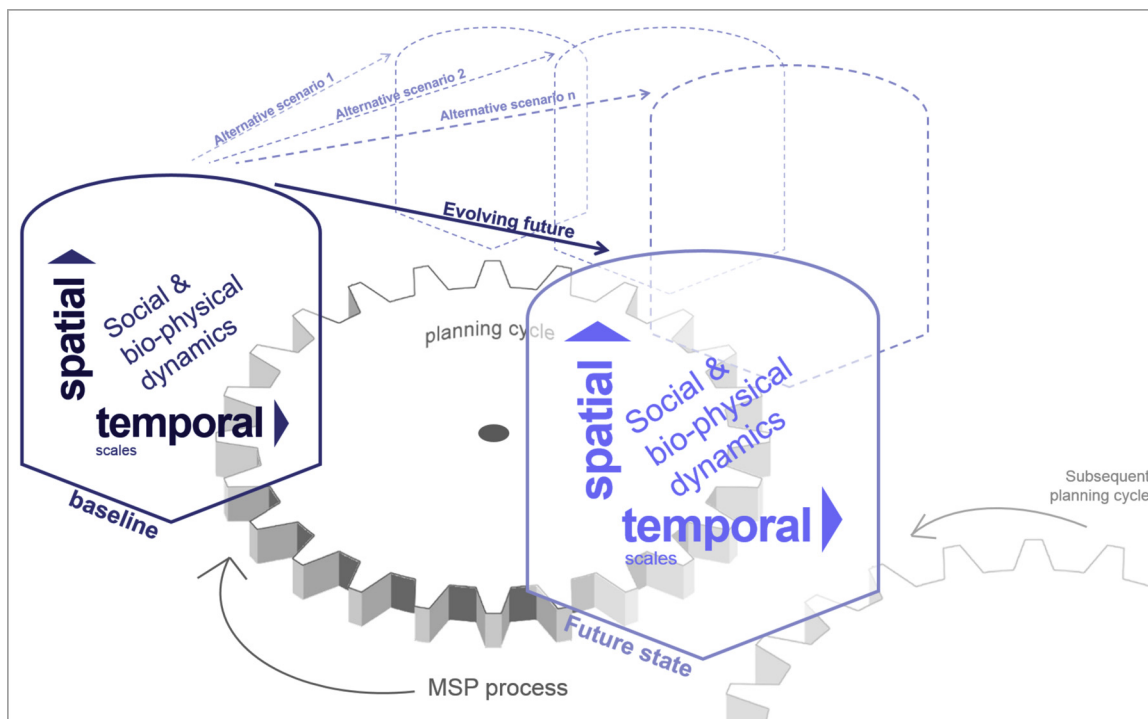 Alternative scenario 1
Alternative scenario 2
Alternative scenario n
Evolving future
planning cycle
spatial
Social &
bio-physical
dynamics
temporal
scales
baseline
spatial
Social &
bio-physical
dynamics
temporal
scales
Future state
Subsequent
planning cycle
MSP process